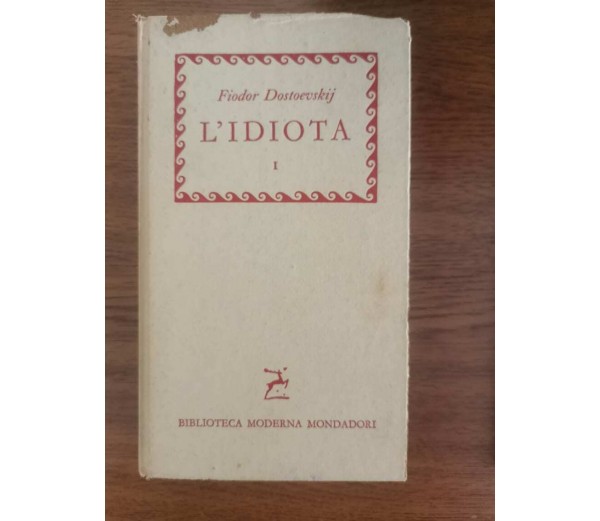 Fiodor Dostoevskij
L'IDIOTA
I
BIBLIOTECA MODERNA MONDADORI